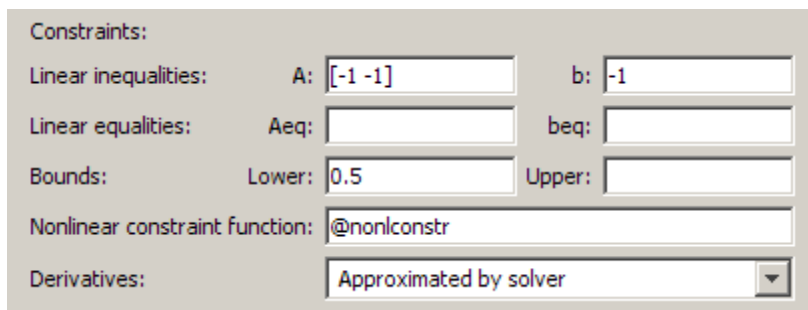 Constraints:
Linear inequalities: A: [-1 -1] b: -1
Linear equalities: Aeq: beq:
Bounds: Lower: 0.5 Upper:
Nonlinear constraint function: @nonlconstr
Derivatives: Approximated by solver